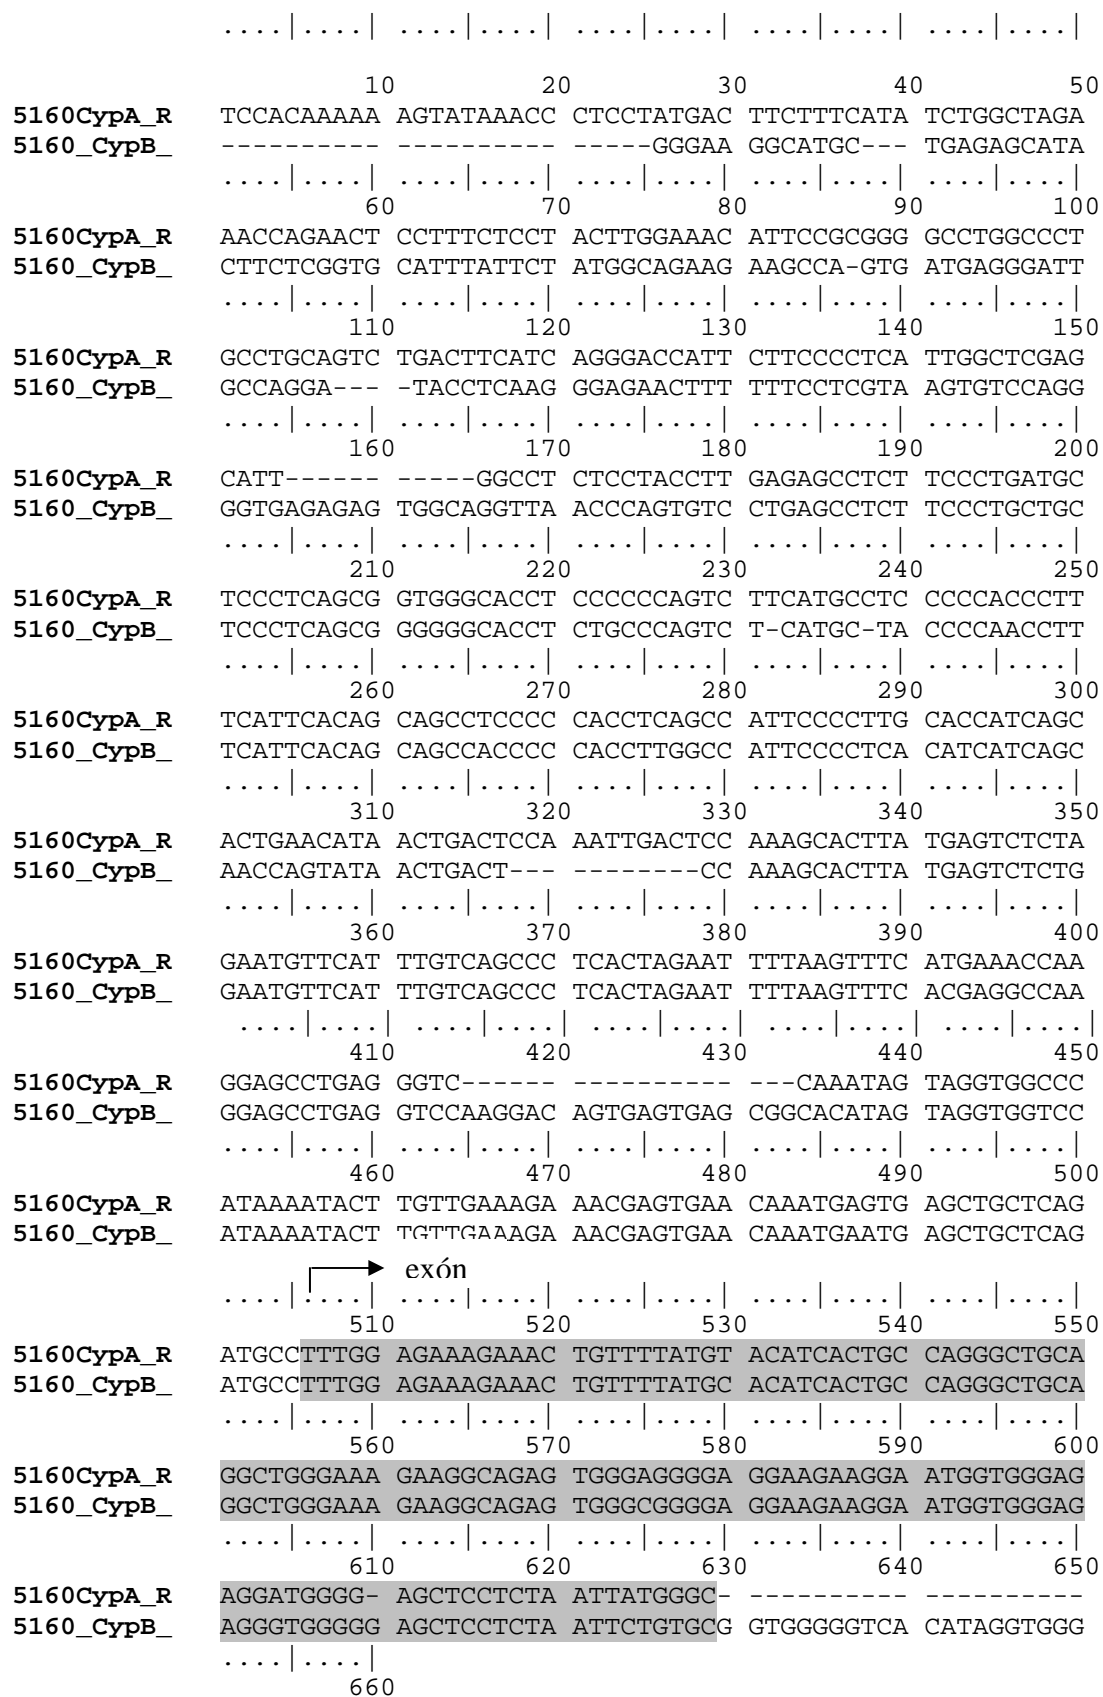 ....|....| ....|....| ....|....| ....|....| ....|....|
10 20 30 40 50
5160CypA_R TCCACAAAAA AGTATAAACC CTCCTATGAC TTCTTTCATA TCTGGCTAGA
5160_CypB_ ---------- ---------- -----GGGAA GGCATGC--- TGAGAGCATA
....|....| ....|....| ....|....| ....|....| ....|....|
60 70 80 90 100
5160CypA_R AACCAGAACT CCTTTCTCCT ACTTGGAAAC ATTCCGCGGG GCCTGGCCCT
5160_CypB_ CTTCTCGGTG CATTTATTCT ATGGCAGAAG AAGCCA-GTG ATGAGGGATT
....|....| ....|....| ....|....| ....|....| ....|....|
110 120 130 140 150
5160CypA_R GCCTGCAGTC TGACTTCATC AGGGACCATT CTTCCCCTCA TTGGCTCGAG
5160_CypB_ GCCAGGA--- -TACCTCAAG GGAGAACTTT TTTCCTCGTA AGTGTCCAGG
....|....| ....|....| ....|....| ....|....| ....|....|
160 170 180 190 200
5160CypA_R CATT------ -----GGCCT CTCCTACCTT GAGAGCCTCT TCCCTGATGC
5160_CypB_ GGTGAGAGAG TGGCAGGTTA ACCCAGTGTC CTGAGCCTCT TCCCTGCTGC
....|....| ....|....| ....|....| ....|....| ....|....|
210 220 230 240 250
5160CypA_R TCCCTCAGCG GTGGGCACCT CCCCCCAGTC TTCATGCCTC CCCCACCCTT
5160_CypB_ TCCCTCAGCG GGGGGCACCT CTGCCCAGTC T-CATGC-TA CCCCAACCTT
....|....| ....|....| ....|....| ....|....| ....|....|
260 270 280 290 300
5160CypA_R TCATTCACAG CAGCCTCCCC CACCTCAGCC ATTCCCCTTG CACCATCAGC
5160_CypB_ TCATTCACAG CAGCCACCCC CACCTTGGCC ATTCCCCTCA CATCATCAGC
....|....| ....|....| ....|....| ....|....| ....|....|
310 320 330 340 350
5160CypA_R ACTGAACATA ACTGACTCCA AATTGACTCC AAAGCACTTA TGAGTCTCTA
5160_CypB_ AACCAGTATA ACTGACT--- --------CC AAAGCACTTA TGAGTCTCTG
....|....| ....|....| ....|....| ....|....| ....|....|
360 370 380 390 400
5160CypA_R GAATGTTCAT TTGTCAGCCC TCACTAGAAT TTTAAGTTTC ATGAAACCAA
5160_CypB_ GAATGTTCAT TTGTCAGCCC TCACTAGAAT TTTAAGTTTC ACGAGGCCAA
....|....| ....|....| ....|....| ....|....| ....|....|
410 420 430 440 450
5160CypA_R GGAGCCTGAG GGTC------ ---------- ---CAAATAG TAGGTGGCCC
5160_CypB_ GGAGCCTGAG GTCCAAGGAC AGTGAGTGAG CGGCACATAG TAGGTGGTCC
....|....| ....|....| ....|....| ....|....| ....|....|
460 470 480 490 500
5160CypA_R ATAAAATACT TGTTGAAAGA AACGAGTGAA CAAATGAGTG AGCTGCTCAG
5160_CypB_ ATAAAATACT TGTTGAAAGA AACGAGTGAA CAAATGAATG AGCTGCTCAG
exón
....|....| ....|....| ....|....| ....|....| ....|....|
510 520 530 540 550
5160CypA_R ATGCCTTTGG AGAAAGAAAC TGTTTTATGT ACATCACTGC CAGGGCTGCA
5160_CypB_ ATGCCTTTGG AGAAAGAAAC TGTTTTATGC ACATCACTGC CAGGGCTGCA
....|....| ....|....| ....|....| ....|....| ....|....|
560 570 580 590 600
5160CypA_R GGCTGGGAAA GAAGGCAGAG TGGGAGGGGA GGAAGAAGGA ATGGTGGGAG
5160_CypB_ GGCTGGGAAA GAAGGCAGAG TGGGCGGGGA GGAAGAAGGA ATGGTGGGAG
....|....| ....|....| ....|....| ....|....| ....|....|
610 620 630 640 650
5160CypA_R AGGATGGGG- AGCTCCTCTA ATTATGGGC- ---------- ----------
5160_CypB_ AGGGTGGGGG AGCTCCTCTA ATTCTGTGCG GTGGGGGTCA CATAGGTGGG
....|....|
660